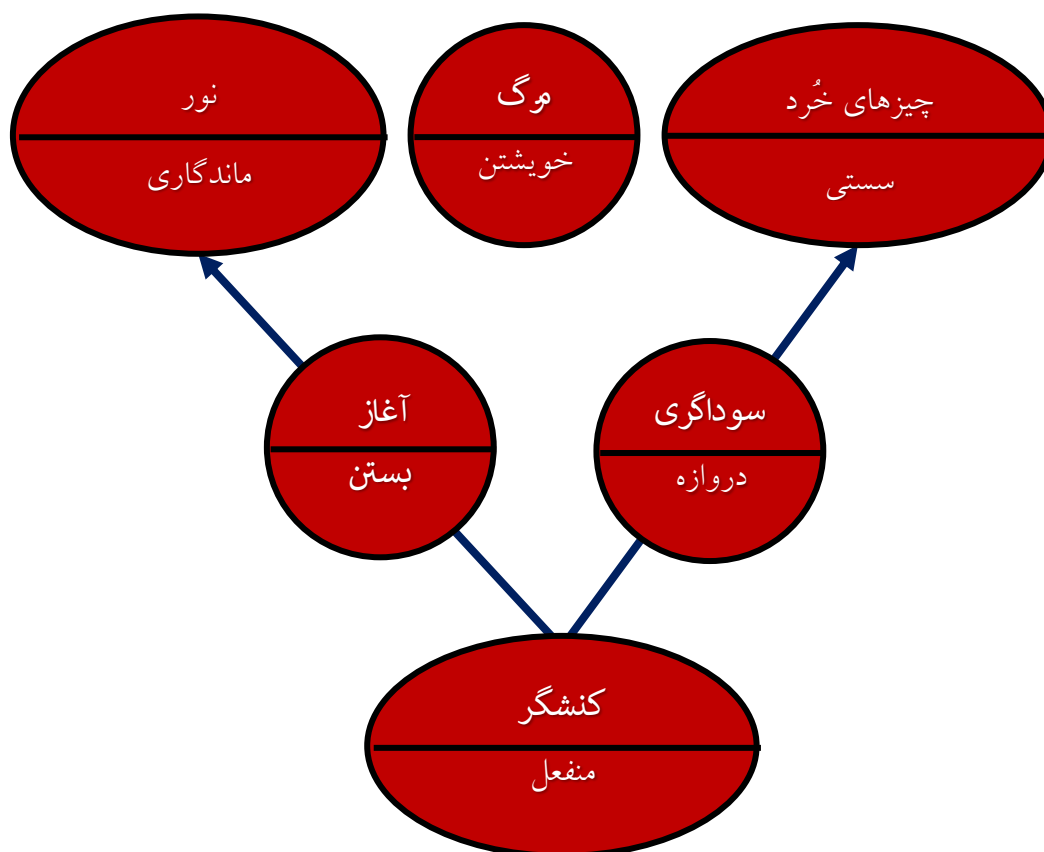 چیزهای خُرد
سستی
مرگ
خویشتن
نور
ماندگاری
سوداگری
دروازه
آغاز
بستن
کنشگر
منفعل